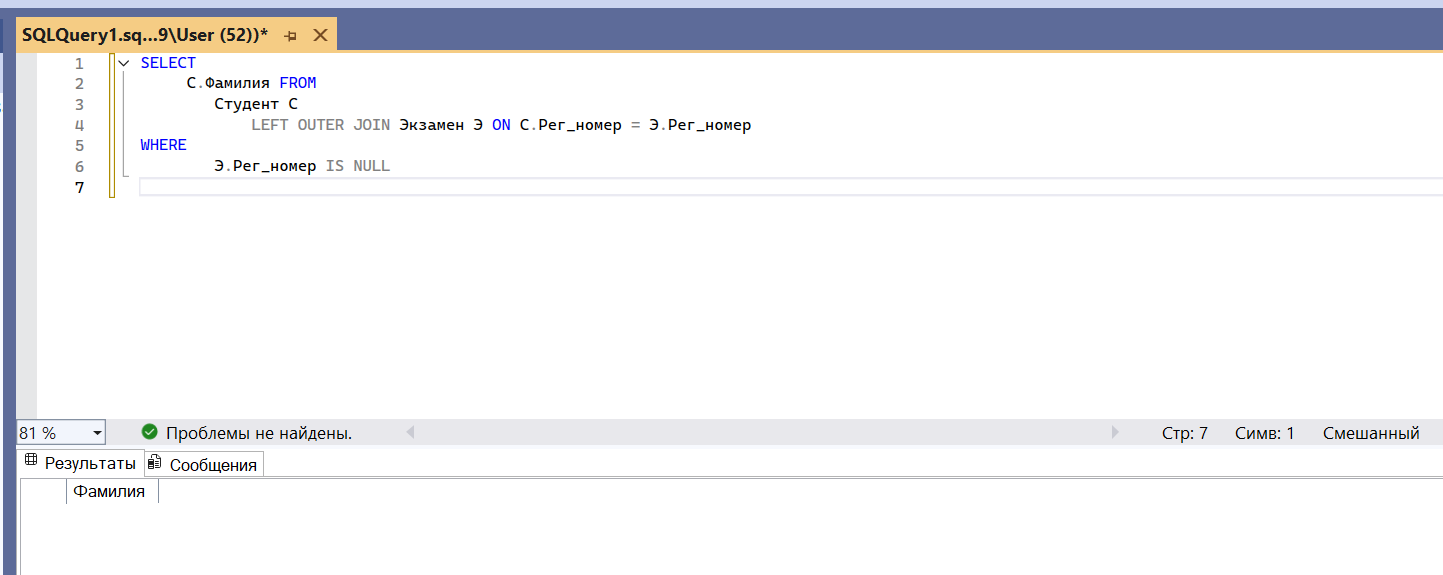 SQLQuery1.sq...9\User (52))*
1 SELECT
2 С.Фамилия FROM
3 Студент С
4 LEFT OUTER JOIN Экзамен Э ON С.Рег_номер = Э.Рег_номер
5 WHERE
6 Э.Рег_номер IS NULL
7
81 % Проблемы не найдены. Стр: 7 Симв: 1 Смешанный
Результаты Сообщения
Фамилия